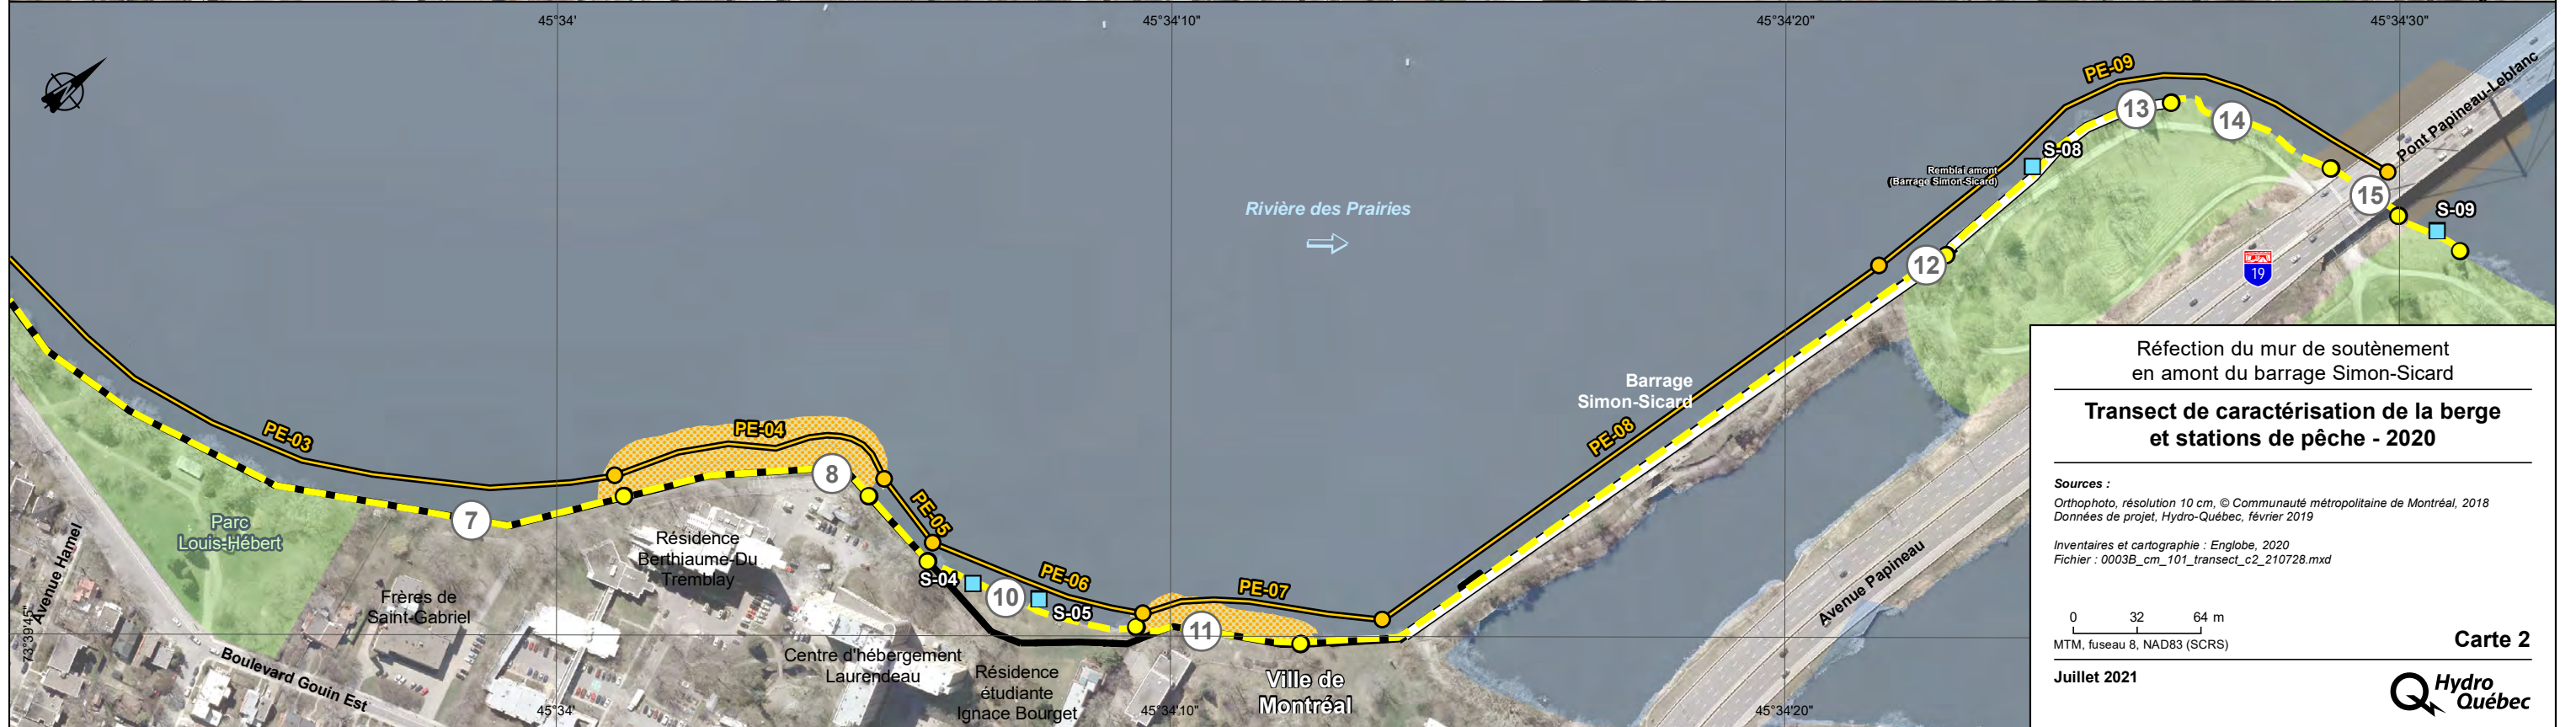 45°34'
45°34'10"
45°34'20"
45°34'30"
PE-09
Pont Papineau-Leblanc
13
14
S-08
Remblai amont
(Barrage Simon-Sicard)
15
S-09
Rivière des Prairies
12
19
Barrage
Simon-Sicard
PE-03
PE-04
PE-08
8
PE-05
7
Parc
Louis-Hébert
Résidence
Berthiaume-Du
Tremblay
PE-06
PE-07
S-04
10
S-05
11
Avenue Hamel
Frères de
Saint-Gabriel
Avenue Papineau
73°39'45"
Boulevard Gouin Est
Centre d'hébergement
Laurendeau
Résidence
étudiante
Ignace Bourget
Ville de
Montréal
45°34'
45°34'10"
45°34'20"
Réfection du mur de soutènement
en amont du barrage Simon-Sicard
Transect de caractérisation de la berge
et stations de pêche - 2020
Sources :
Orthophoto, résolution 10 cm, © Communauté métropolitaine de Montréal, 2018
Données de projet, Hydro-Québec, février 2019
Inventaires et cartographie : Englobe, 2020
Fichier : 0003B_cm_101_transect_c2_210728.mxd
0 32 64 m
MTM, fuseau 8, NAD83 (SCRS)
Carte 2
Juillet 2021
Hydro
Québec